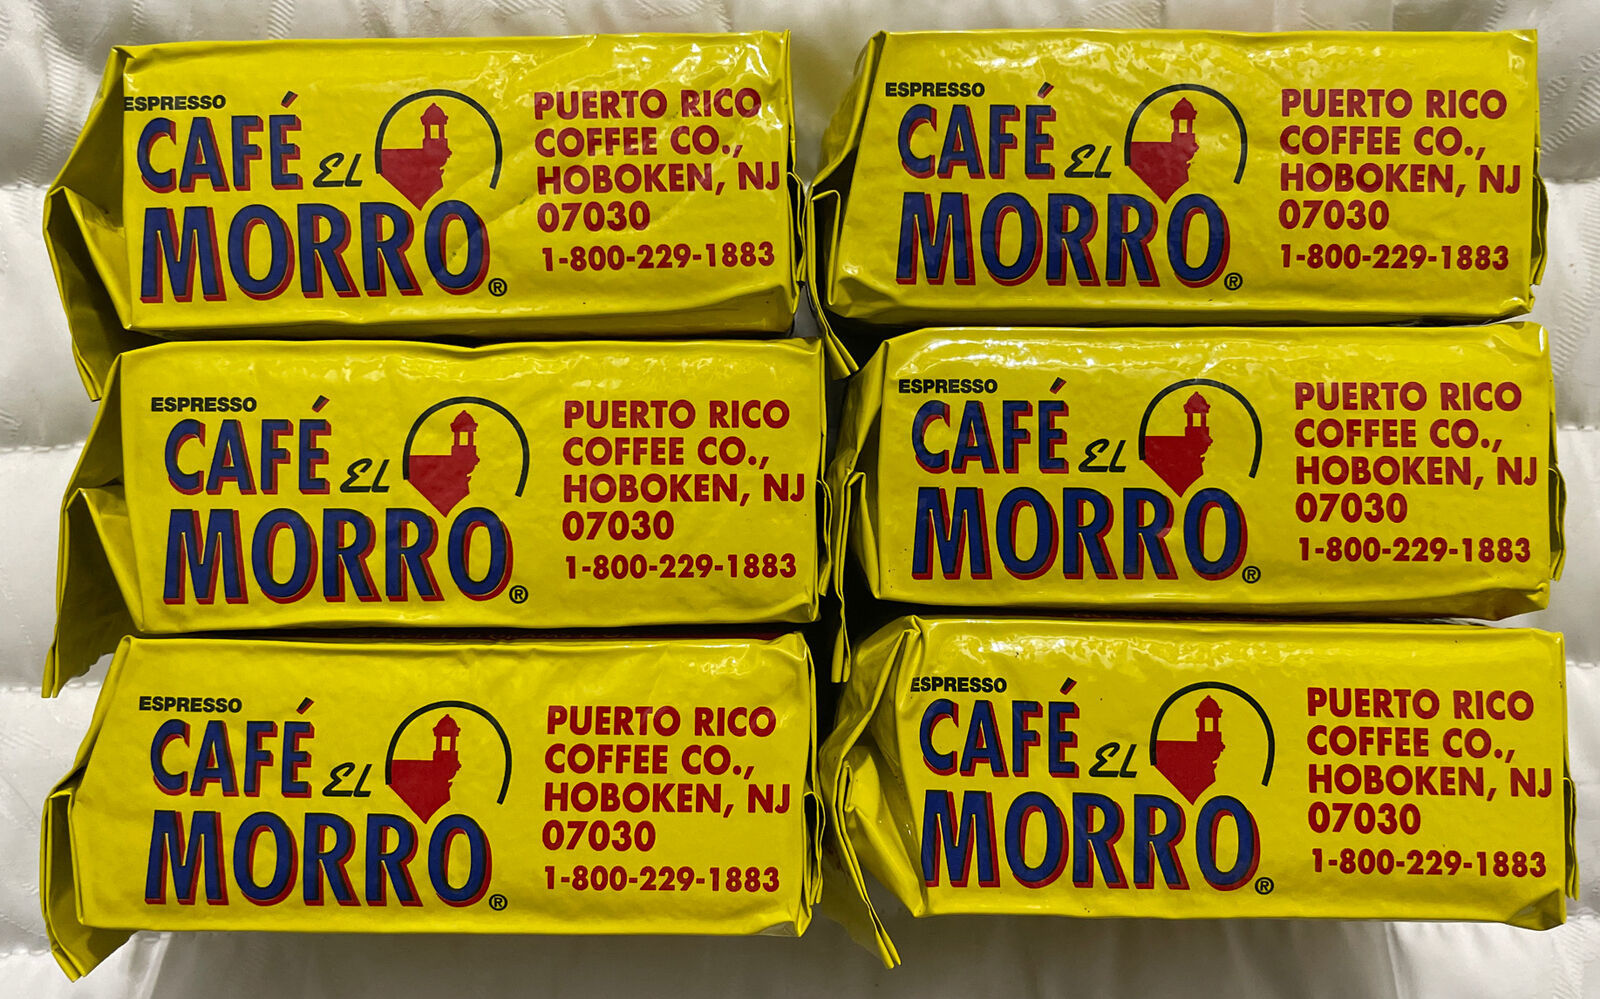 ESPRESSO
CAFÉ EL
MORRO®
PUERTO RICO
COFFEE CO.,
HOBOKEN, NJ
07030
1-800-229-1883
ESPRESSO
CAFÉ EL
MORRO®
PUERTO RICO
COFFEE CO.,
HOBOKEN, NJ
07030
1-800-229-1883
ESPRESSO
CAFÉ EL
MORRO®
PUERTO RICO
COFFEE CO.,
HOBOKEN, NJ
07030
1-800-229-1883
ESPRESSO
CAFÉ EL
MORRO®
PUERTO RICO
COFFEE CO.,
HOBOKEN, NJ
07030
1-800-229-1883
ESPRESSO
CAFÉ EL
MORRO®
PUERTO RICO
COFFEE CO.,
HOBOKEN, NJ
07030
1-800-229-1883
ESPRESSO
CAFÉ EL
MORRO®
PUERTO RICO
COFFEE CO.,
HOBOKEN, NJ
07030
1-800-229-1883